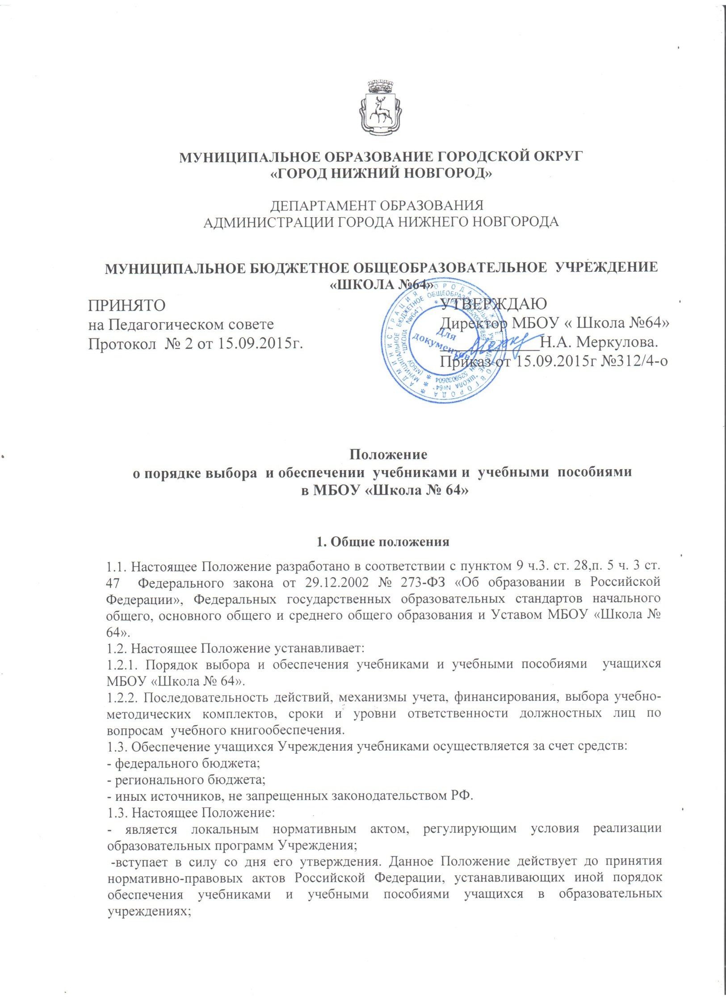 МУНИЦИПАЛЬНОЕ ОБРАЗОВАНИЕ ГОРОДСКОЙ ОКРУГ
«ГОРОД НИЖНИЙ НОВГОРОД»
ДЕПАРТАМЕНТ ОБРАЗОВАНИЯ
АДМИНИСТРАЦИИ ГОРОДА НИЖНЕГО НОВГОРОДА
МУНИЦИПАЛЬНОЕ БЮДЖЕТНОЕ ОБЩЕОБРАЗОВАТЕЛЬНОЕ УЧРЕЖДЕНИЕ
«ШКОЛА №64»
ПРИНЯТО
на Педагогическом совете
Протокол № 2 от 15.09.2015г.
УТВЕРЖДАЮ
Директор МБОУ « Школа №64»
____________Н.А. Меркулова.
Приказ от 15.09.2015г №312/4-о
Для
документов
Положение
о порядке выбора и обеспечении учебниками и учебными пособиями
в МБОУ «Школа № 64»
1. Общие положения
1.1. Настоящее Положение разработано в соответствии с пунктом 9 ч.3. ст. 28,п. 5 ч. 3 ст.
47 Федерального закона от 29.12.2002 № 273-ФЗ «Об образовании в Российской
Федерации», Федеральных государственных образовательных стандартов начального
общего, основного общего и среднего общего образования и Уставом МБОУ «Школа №
64».
1.2. Настоящее Положение устанавливает:
1.2.1. Порядок выбора и обеспечения учебниками и учебными пособиями учащихся
МБОУ «Школа № 64».
1.2.2. Последовательность действий, механизмы учета, финансирования, выбора учебно-
методических комплектов, сроки и уровни ответственности должностных лиц по
вопросам учебного книгообеспечения.
1.3. Обеспечение учащихся Учреждения учебниками осуществляется за счет средств:
- федерального бюджета;
- регионального бюджета;
- иных источников, не запрещенных законодательством РФ.
1.3. Настоящее Положение:
- является локальным нормативным актом, регулирующим условия реализации
образовательных программ Учреждения;
-вступает в силу со дня его утверждения. Данное Положение действует до принятия
нормативно-правовых актов Российской Федерации, устанавливающих иной порядок
обеспечения учебниками и учебными пособиями учащихся в образовательных
учреждениях;